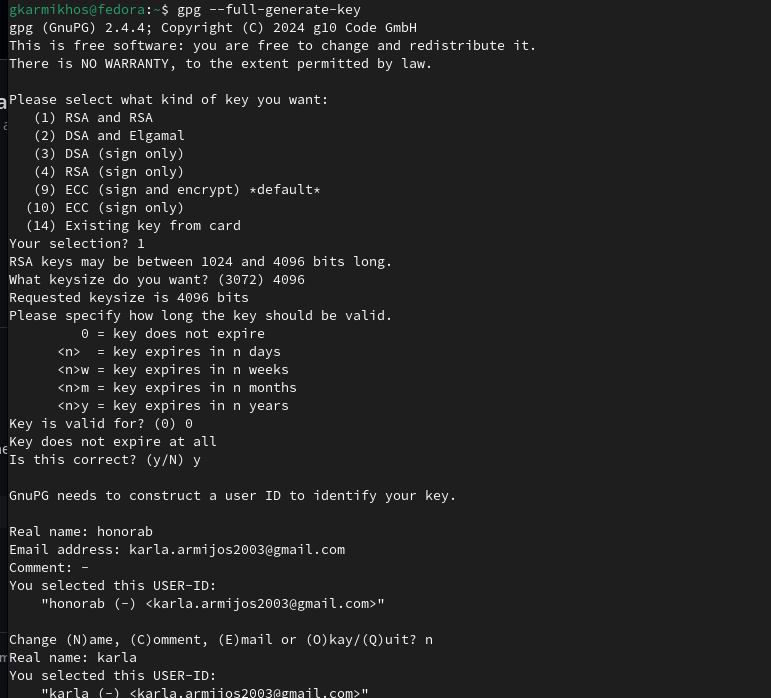 gkarmikhos@fedora:~$ gpg --full-generate-key
gpg (GnuPG) 2.4.4; Copyright (C) 2024 g10 Code GmbH
This is free software: you are free to change and redistribute it.
There is NO WARRANTY, to the extent permitted by law.

Please select what kind of key you want:
   (1) RSA and RSA
   (2) DSA and Elgamal
   (3) DSA (sign only)
   (4) RSA (sign only)
   (9) ECC (sign and encrypt) *default*
  (10) ECC (sign only)
  (14) Existing key from card
Your selection? 1
RSA keys may be between 1024 and 4096 bits long.
What keysize do you want? (3072) 4096
Requested keysize is 4096 bits
Please specify how long the key should be valid.
         0 = key does not expire
      <n>  = key expires in n days
      <n>w = key expires in n weeks
      <n>m = key expires in n months
      <n>y = key expires in n years
Key is valid for? (0) 0
Key does not expire at all
Is this correct? (y/N) y

GnuPG needs to construct a user ID to identify your key.

Real name: honorab
Email address: karla.armijos2003@gmail.com
Comment: -
You selected this USER-ID:
    "honorab (-) <karla.armijos2003@gmail.com>"

Change (N)ame, (C)omment, (E)mail or (O)kay/(Q)uit? n
Real name: karla
You selected this USER-ID:
    "karla (-) <karla.armijos2003@gmail.com>"